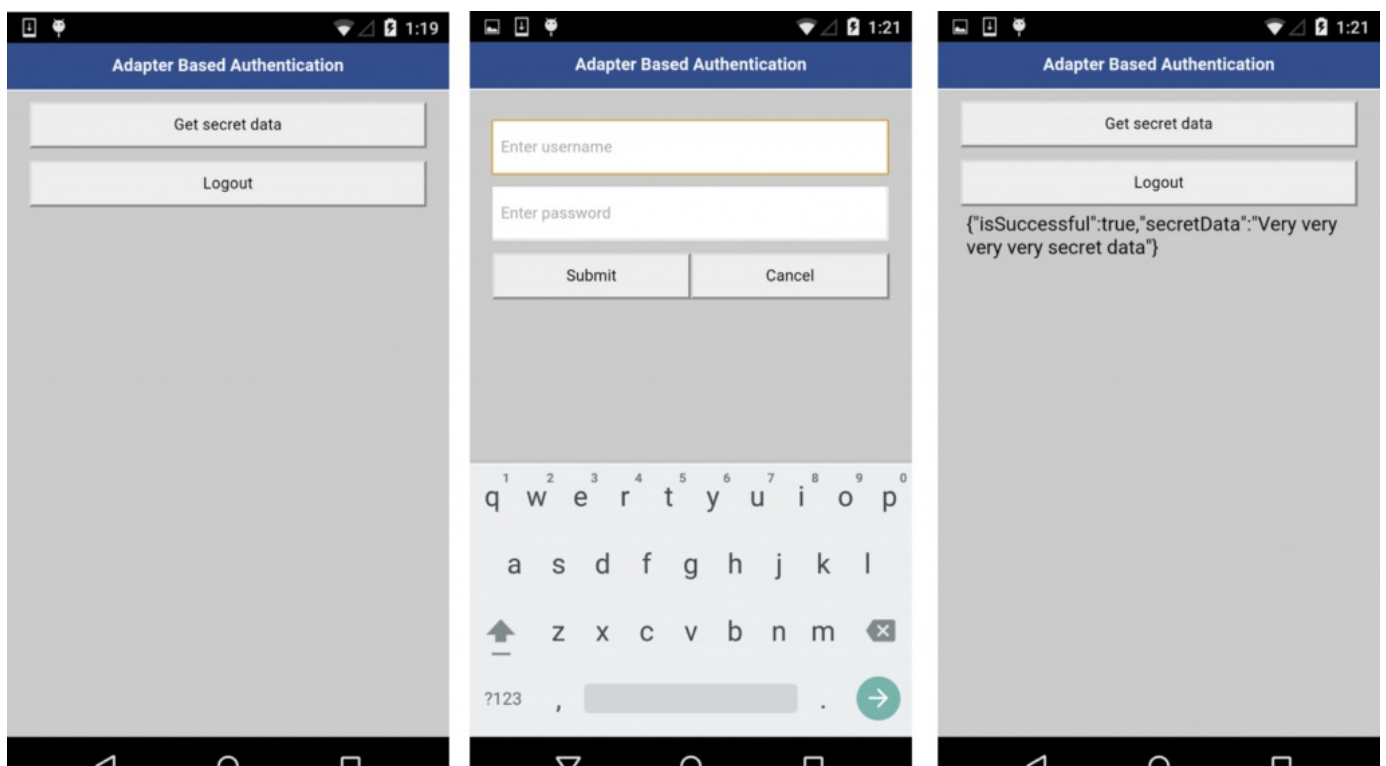 1:19
Adapter Based Authentication
Get secret data
Logout
1:21
Adapter Based Authentication
Enter username
Enter password
Submit Cancel
1 2 3 4 5 6 7 8 9 0
q w e r t y u i o p
a s d f g h j k l
z x c v b n m
?123 , .
1:21
Adapter Based Authentication
Get secret data
Logout
{"isSuccessful":true,"secretData":"Very very
very very secret data"}